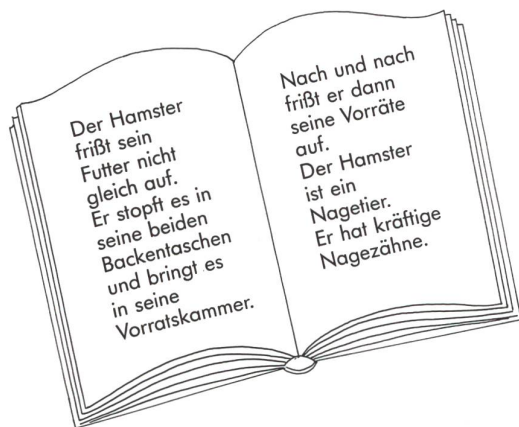 Der Hamster
frißt sein
Futter nicht
gleich auf.
Er stopft es in
seine beiden
Backentaschen
und bringt es
in seine
Vorratskammer.
Nach und nach
frißt er dann
seine Vorräte
auf.
Der Hamster
ist ein
Nagetier.
Er hat kräftige
Nagezähne.